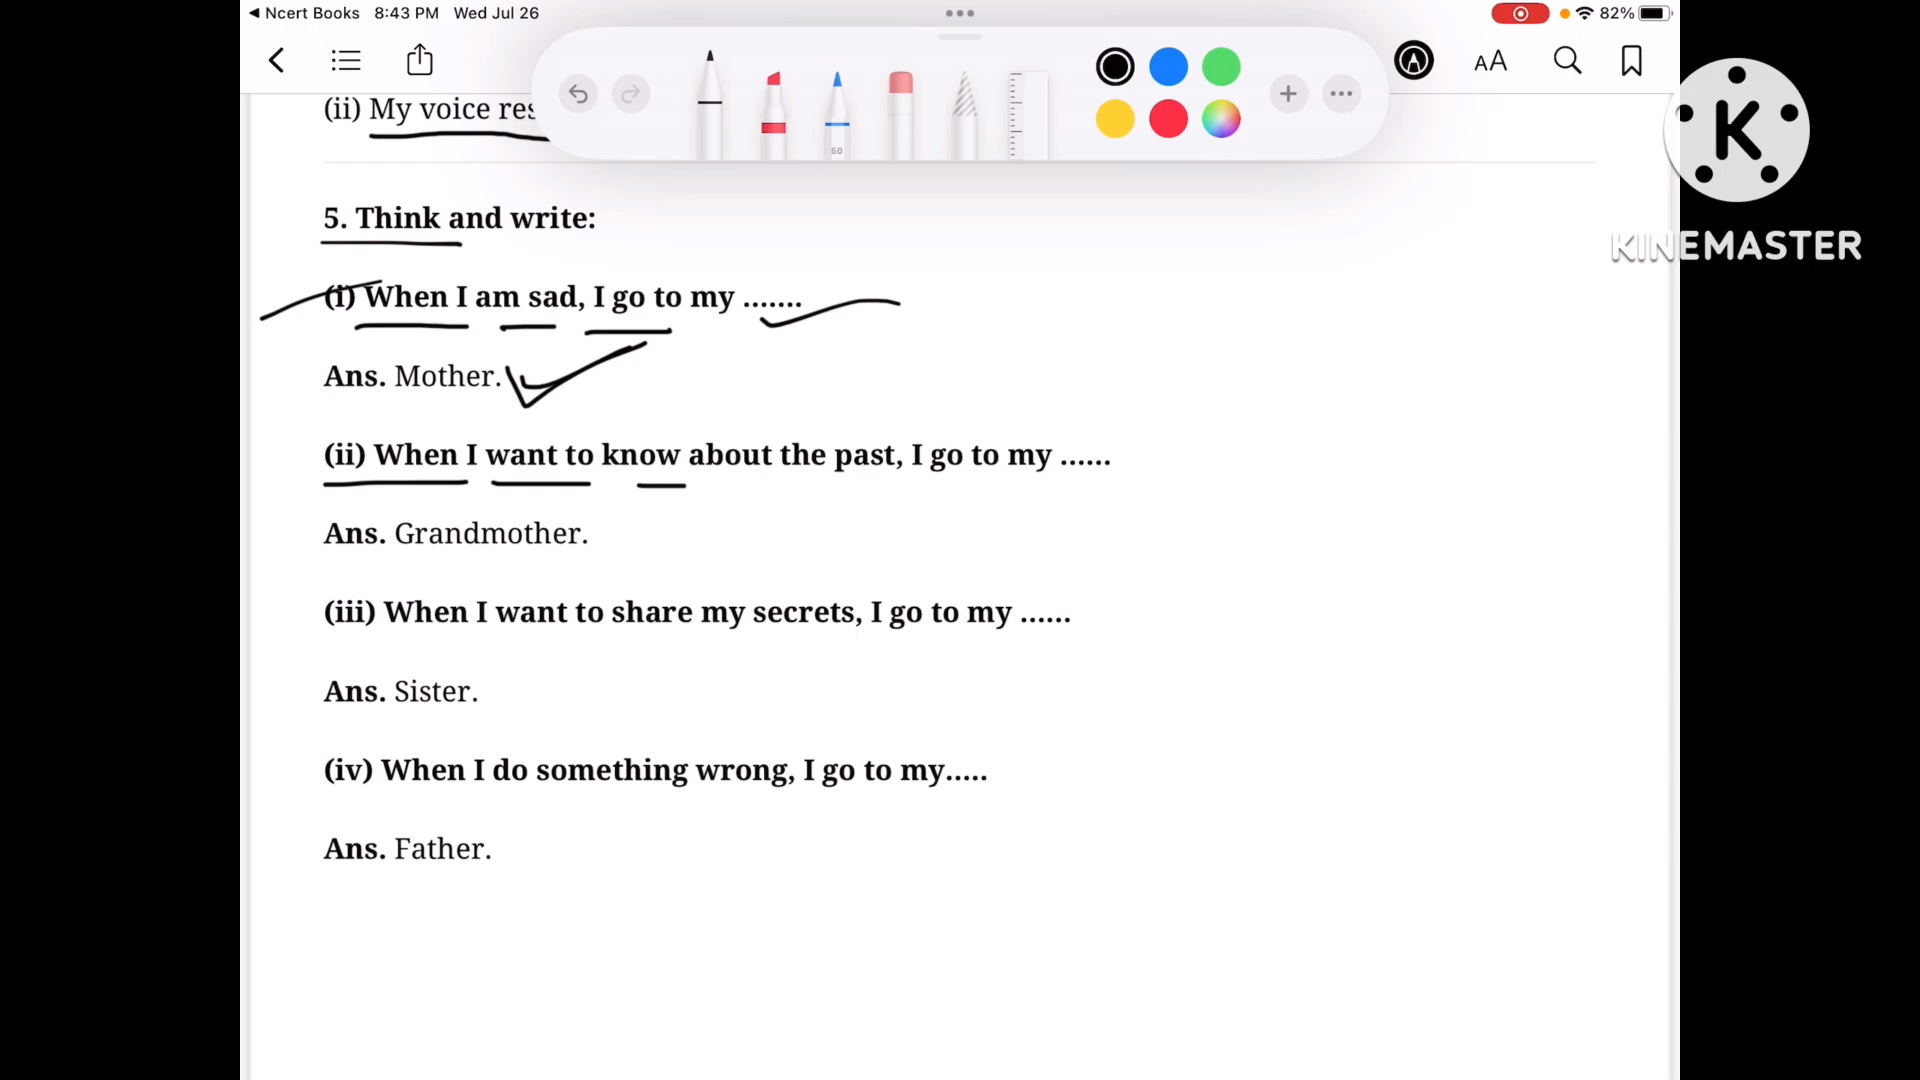 Ncert Books 8:43 PM Wed Jul 26 82%
AA
K
KINEMASTER
50
(ii) My voice res
5. Think and write:
(i) When I am sad, I go to my .......
Ans. Mother.
(ii) When I want to know about the past, I go to my ......
Ans. Grandmother.
(iii) When I want to share my secrets, I go to my ......
Ans. Sister.
(iv) When I do something wrong, I go to my.....
Ans. Father.